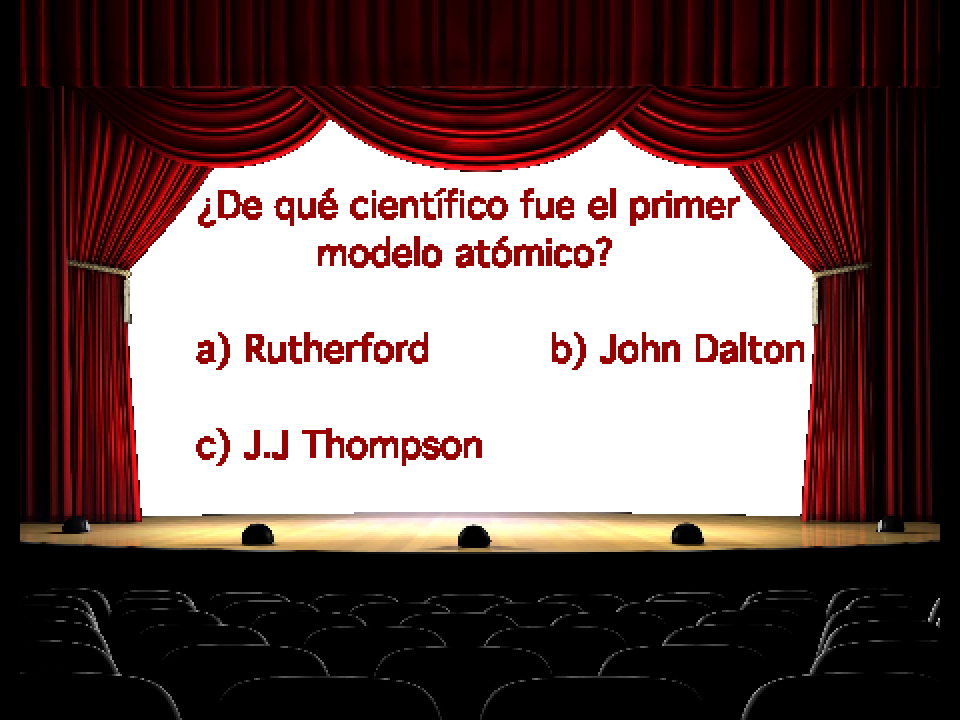 ¿De qué científico fue el primer
modelo atómico?
a) Rutherford b) John Dalton
c) J.J Thompson